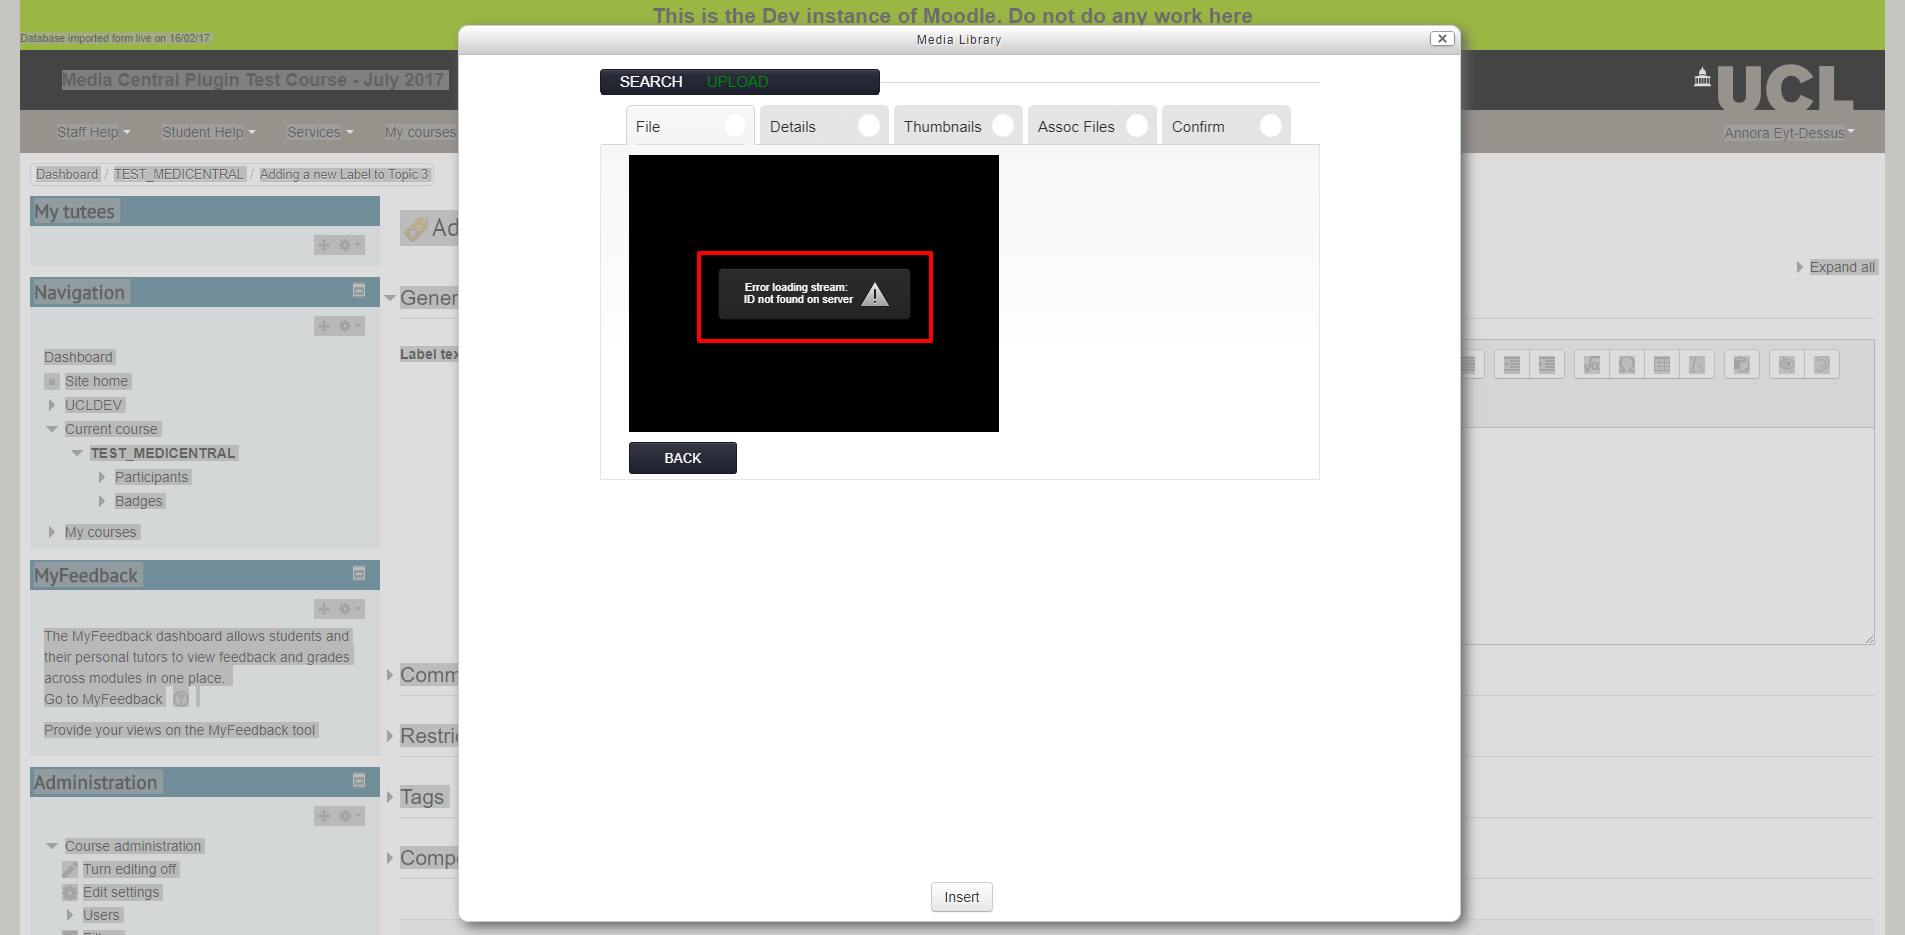 This is the Dev instance of Moodle. Do not do any work here
Database imported form live on 16/02/17
Media Library
Media Central Plugin Test Course - July 2017
UCL
Staff Help
Student Help
Services
My courses
Annora Eyt-Dessus
SEARCH UPLOAD
File
Details
Thumbnails
Assoc Files
Confirm
Dashboard / TEST_MEDICENTRAL / Adding a new Label to Topic 3
My tutees
Ad
Expand all
Navigation
Gener
Error loading stream:
ID not found on server
Label tex
Dashboard
Site home
UCLDEV
Current course
TEST_MEDICENTRAL
Participants
Badges
My courses
BACK
MyFeedback
The MyFeedback dashboard allows students and
their personal tutors to view feedback and grades
across modules in one place.
Go to MyFeedback
Provide your views on the MyFeedback tool
Comm
Restric
Tags
Compe
Administration
Course administration
Turn editing off
Edit settings
Users
Insert